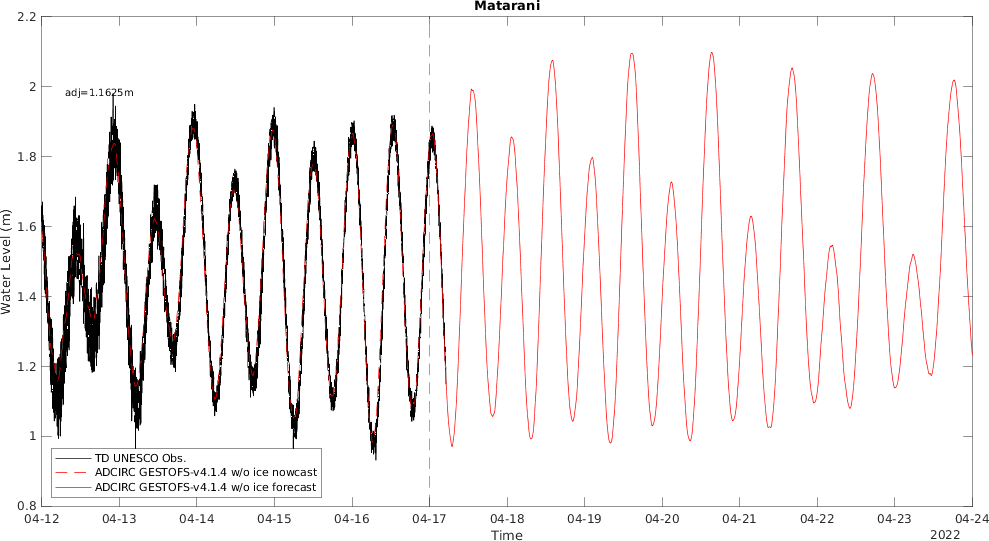 Matarani
2.2
2
1.8
1.6
1.4
1.2
1
0.8
Water Level (m)
adj=1.1625m
TD UNESCO Obs.
ADCIRC GESTOFS-v4.1.4 w/o ice nowcast
ADCIRC GESTOFS-v4.1.4 w/o ice forecast
04-12 04-13 04-14 04-15 04-16 04-17 04-18 04-19 04-20 04-21 04-22 04-23 04-24
Time
2022